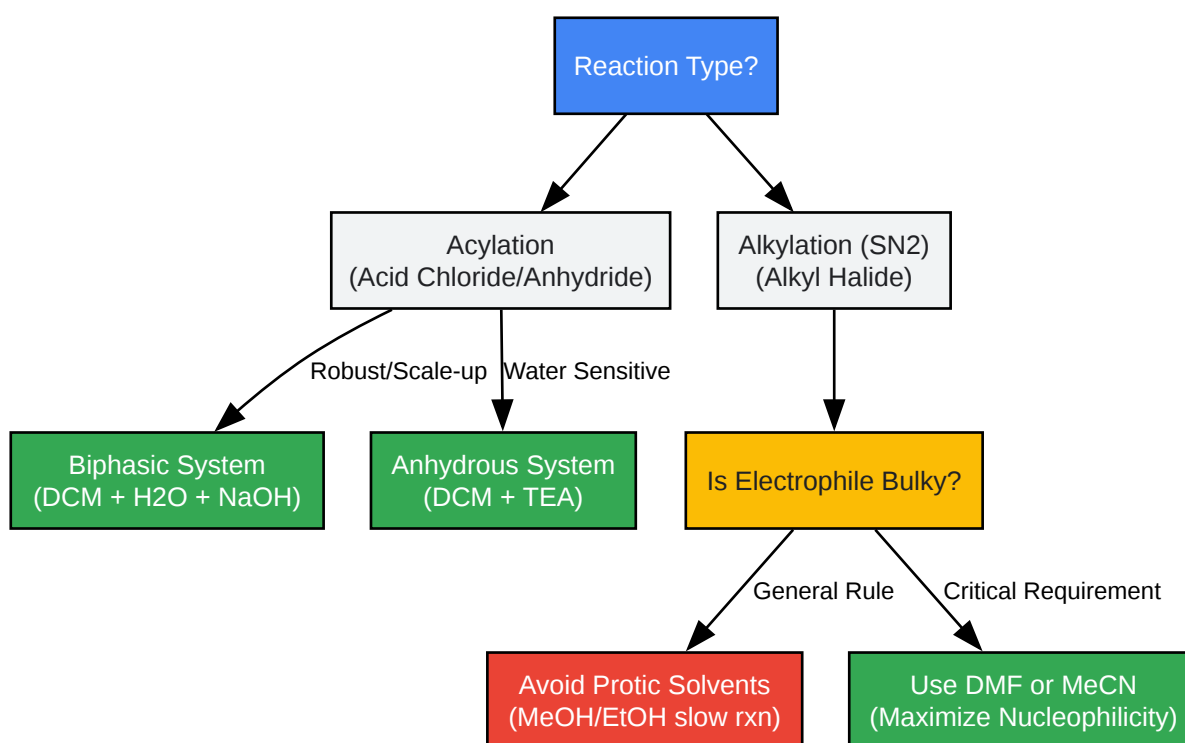 Reaction Type?
Acylation
(Acid Chloride/Anhydride)
Alkylation (SN2)
(Alkyl Halide)
Robust/Scale-up
Water Sensitive
Biphasic System
(DCM + H2O + NaOH)
Anhydrous System
(DCM + TEA)
Is Electrophile Bulky?
General Rule
Critical Requirement
Avoid Protic Solvents
(MeOH/EtOH slow rxn)
Use DMF or MeCN
(Maximize Nucleophilicity)